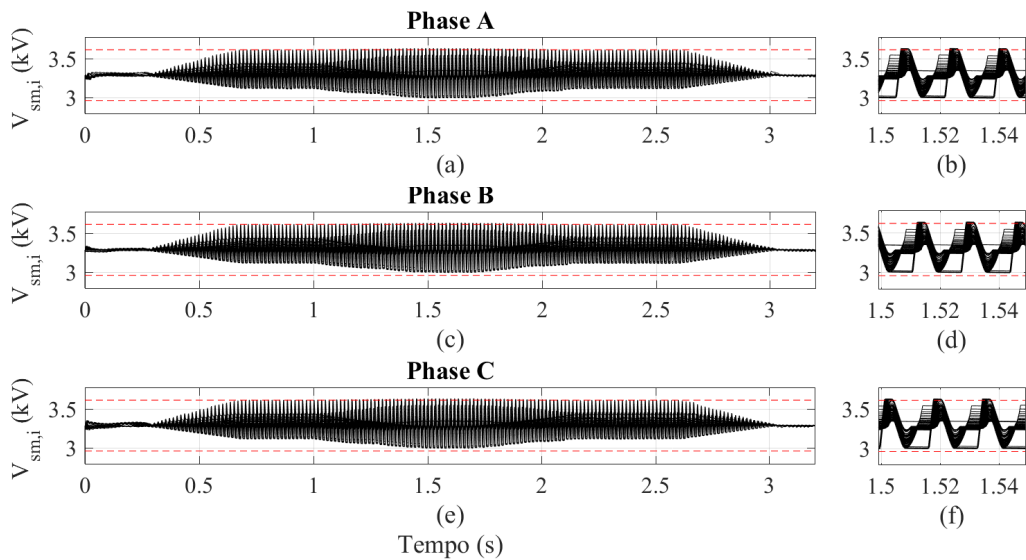 Phase A
V_sm,i (kV)
3.5
3
0 0.5 1 1.5 2 2.5 3
(a)
3.5
3
1.5 1.52 1.54
(b)
Phase B
V_sm,i (kV)
3.5
3
0 0.5 1 1.5 2 2.5 3
(c)
3.5
3
1.5 1.52 1.54
(d)
Phase C
V_sm,i (kV)
3.5
3
0 0.5 1 1.5 2 2.5 3
(e)
Tempo (s)
3.5
3
1.5 1.52 1.54
(f)